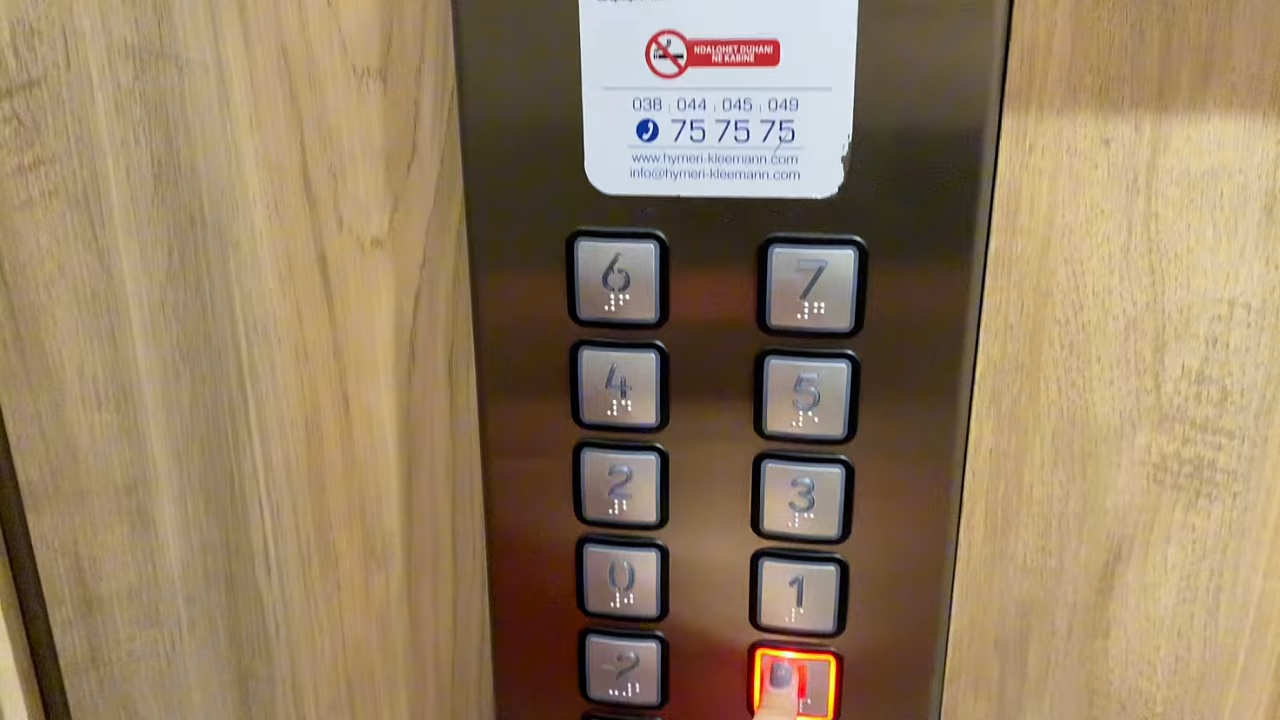 NDALOHET DUHANI
NË KABINË
038 | 044 | 045 | 049
75 75 75
www.hymeri-kleemann.com
info@hymeri-kleemann.com
6 7
4 5
2 3
0 1
-2